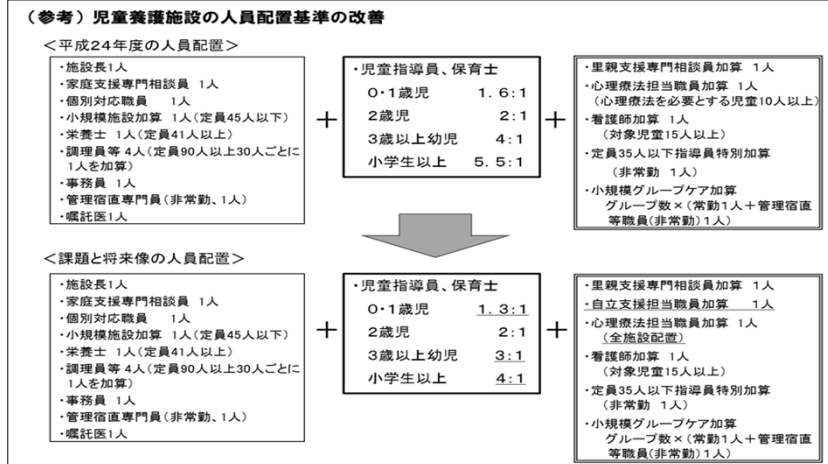 （参考）児童養護施設の人員配置基準の改善
＜平成24年度の人員配置＞
・施設長1人
・家庭支援専門相談員 1人
・個別対応職員 1人
・小規模施設加算 1人（定員45人以下）
・栄養士 1人（定員41人以上）
・調理員等 4人（定員90人以上30人ごとに
1人を加算）
・事務員 1人
・管理宿直専門員（非常勤、1人）
・嘱託医1人
＋
・児童指導員、保育士
0・1歳児 1.6：1
2歳児 2：1
3歳以上幼児 4：1
小学生以上 5.5：1
＋
・里親支援専門相談員加算 1人
・心理療法担当職員加算 1人
（心理療法を必要とする児童10人以上）
・看護師加算 1人
（対象児童15人以上）
・定員35人以下指導員特別加算
（非常勤 1人）
・小規模グループケア加算
グループ数×（常勤1人＋管理宿直
等職員（非常勤）1人）
＜課題と将来像の人員配置＞
・施設長1人
・家庭支援専門相談員 1人
・個別対応職員 1人
・小規模施設加算 1人（定員45人以下）
・栄養士 1人（定員41人以上）
・調理員等 4人（定員90人以上30人ごとに
1人を加算）
・事務員 1人
・管理宿直専門員（非常勤、1人）
・嘱託医1人
＋
・児童指導員、保育士
0・1歳児 1.3：1
2歳児 2：1
3歳以上幼児 3：1
小学生以上 4：1
＋
・里親支援専門相談員加算 1人
・自立支援担当職員加算 1人
・心理療法担当職員加算 1人
（全施設配置）
・看護師加算 1人
（対象児童15人以上）
・定員35人以下指導員特別加算
（非常勤 1人）
・小規模グループケア加算
グループ数×（常勤1人＋管理宿直
等職員（非常勤）1人）